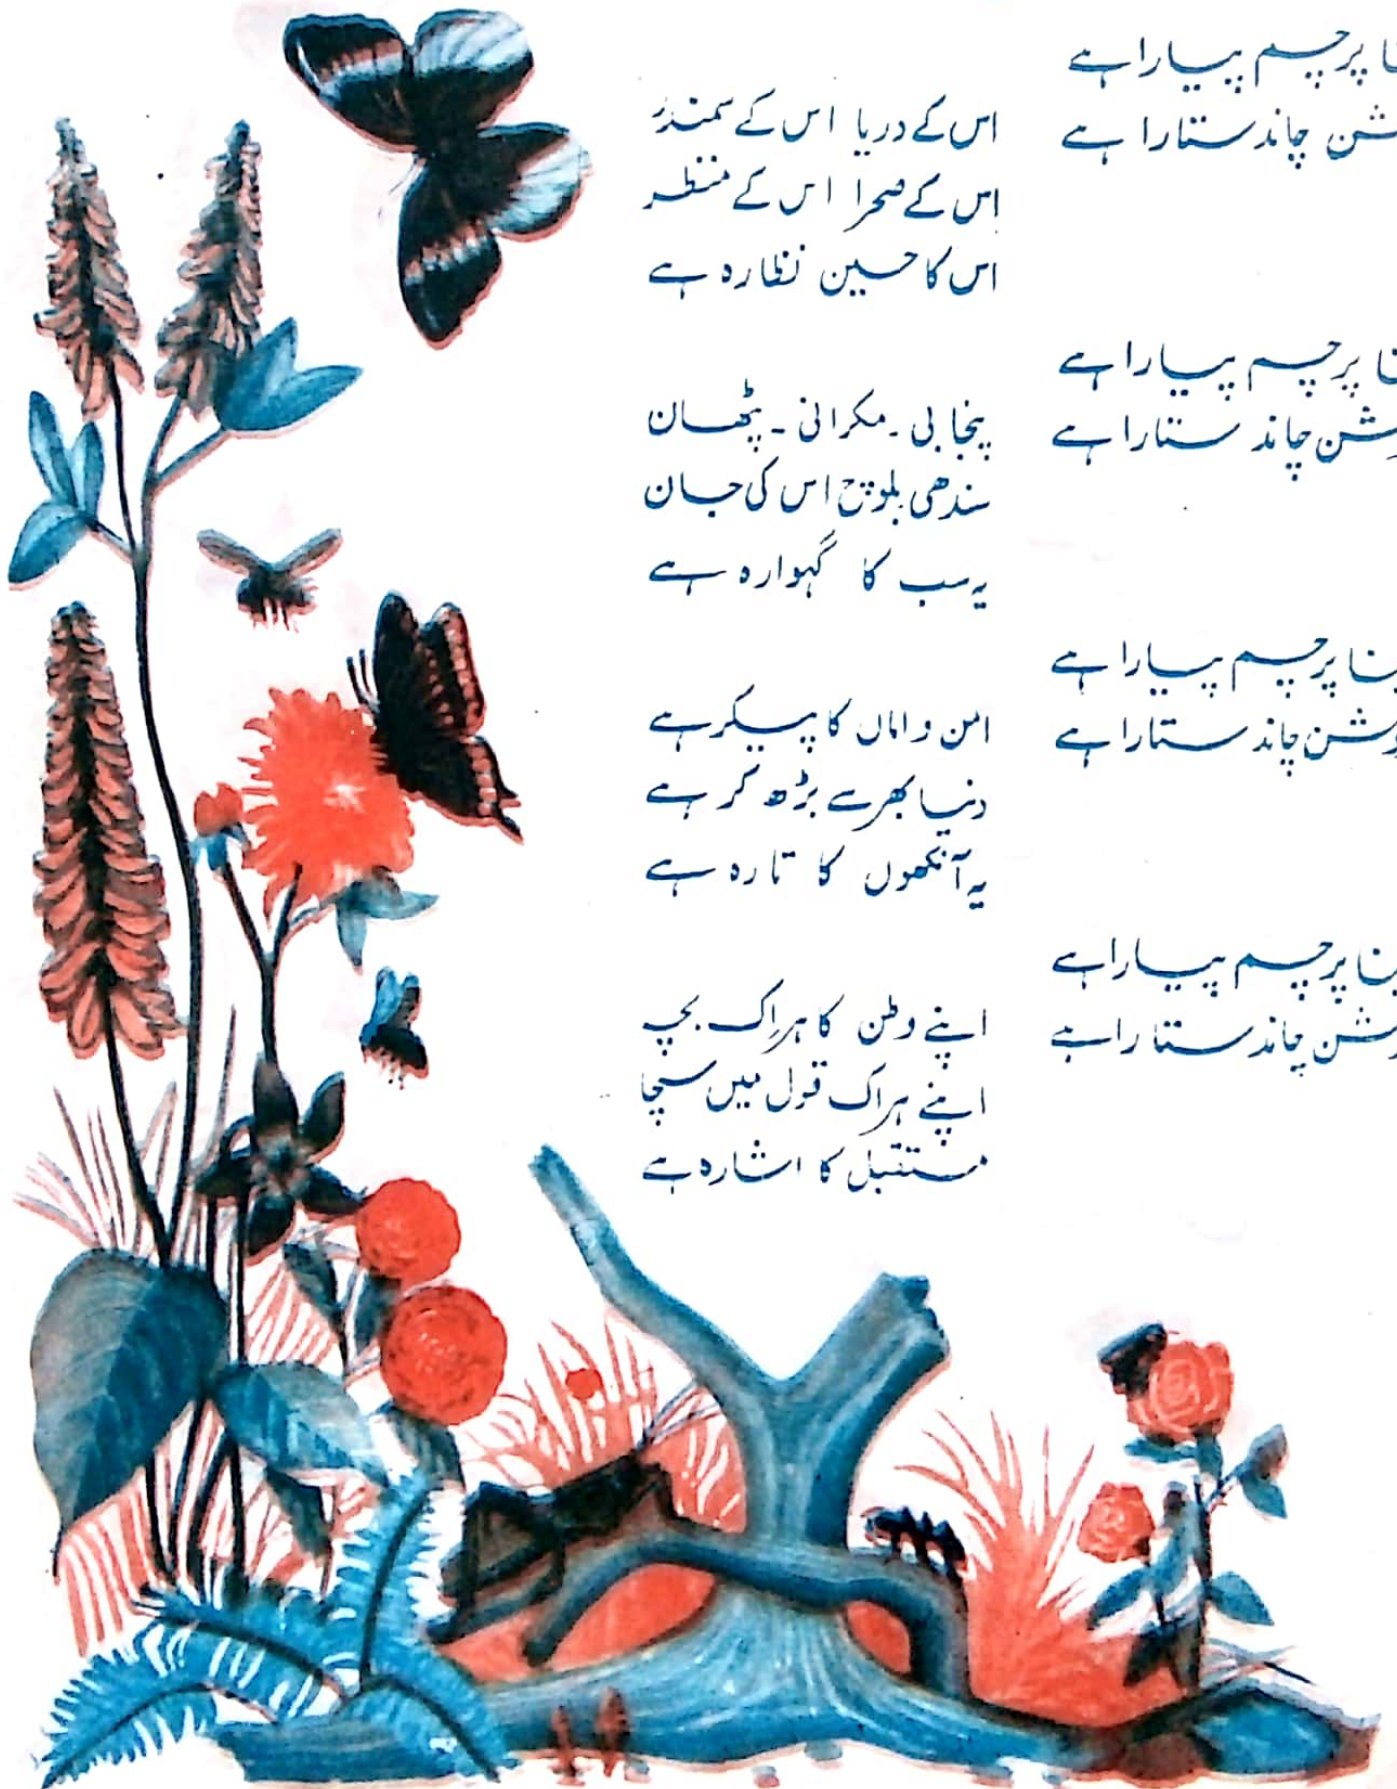 پرچم پیارا ہے
چاند ستارا ہے
اس کے دریا اس کے سمندر
اس کے صحرا اس کے منظر
اس کا حسین نظارہ ہے
پرچم پیارا ہے
چاند ستارا ہے
پنجابی ۔ مکرانی ۔ پٹھان
سندھی بلوچ اس کی جان
یہ سب کا گہوارہ ہے
پرچم پیارا ہے
چاند ستارا ہے
امن و اماں کا پیکر ہے
دنیا بھر سے بڑھ کر ہے
یہ آنکھوں کا تارہ ہے
پرچم پیارا ہے
چاند ستارا ہے
اپنے وطن کا ہر اِک بچہ
اپنے ہر اک قول میں سچا
مستقبل کا اشارہ ہے